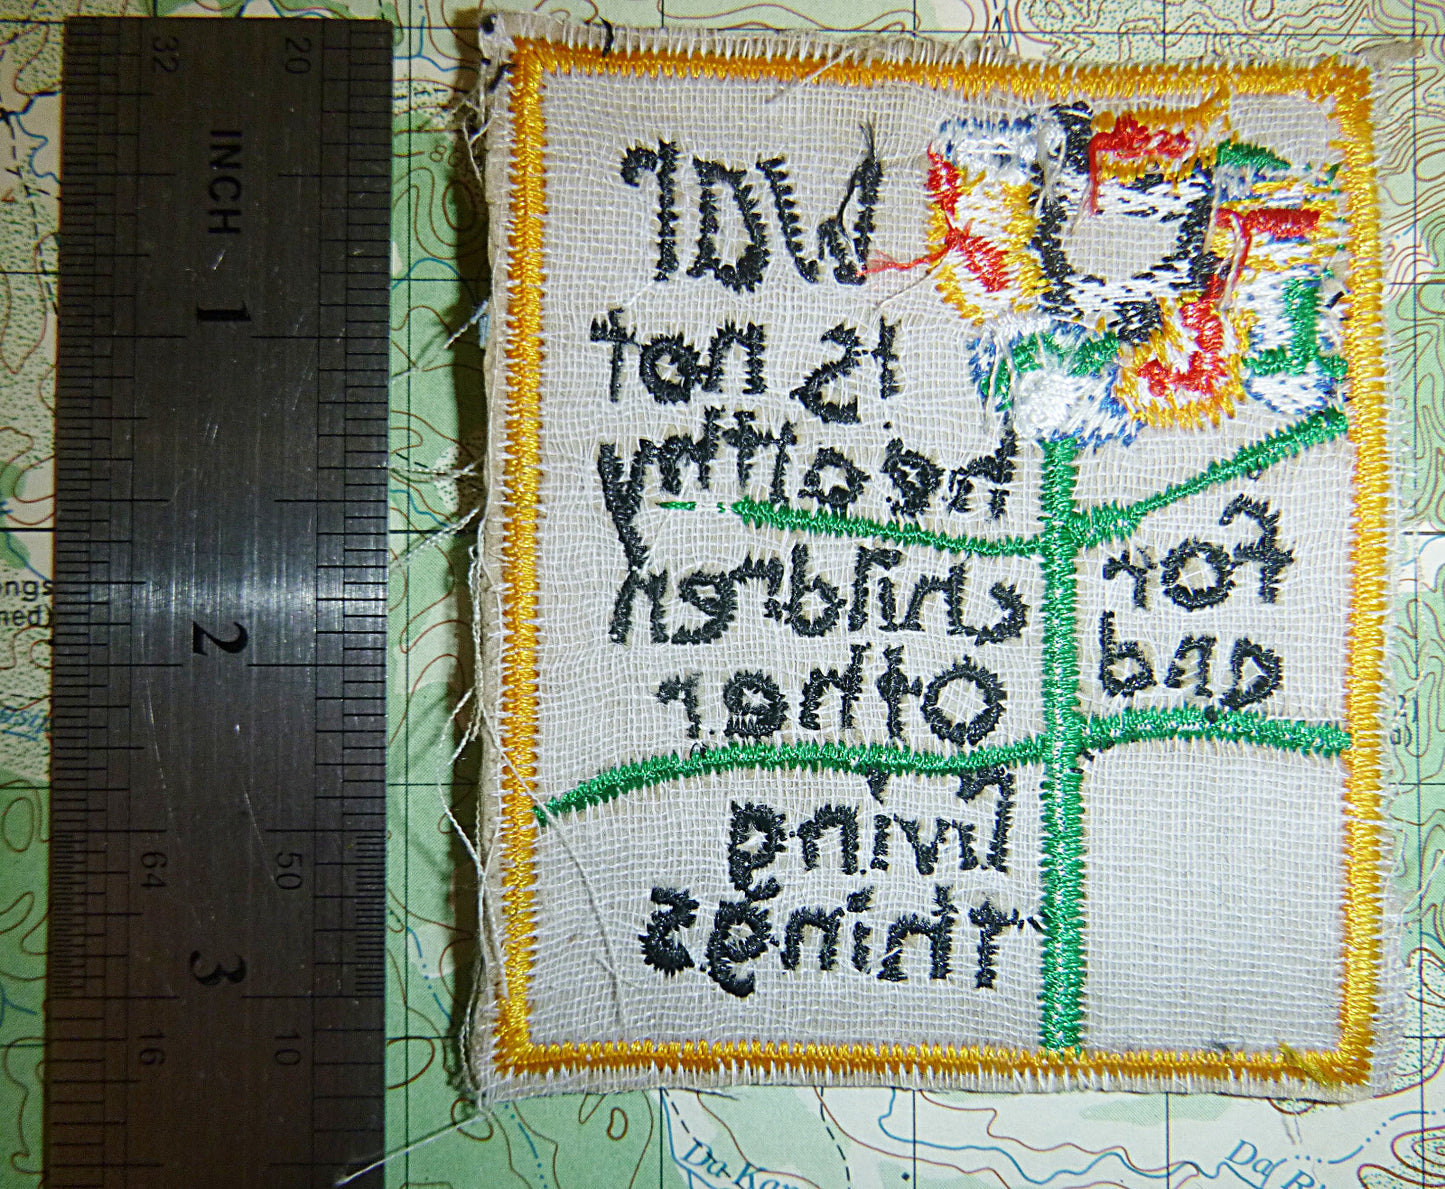 War
is not
healthy
for children
and other
living
things
32 20
INCH
1
2
64 50
3
16 10